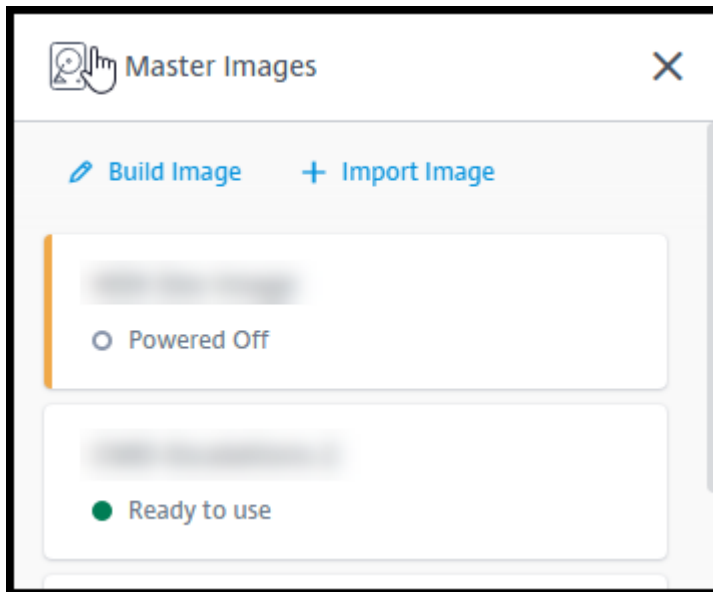 Master Images
Build Image
Import Image
Powered Off
Ready to use